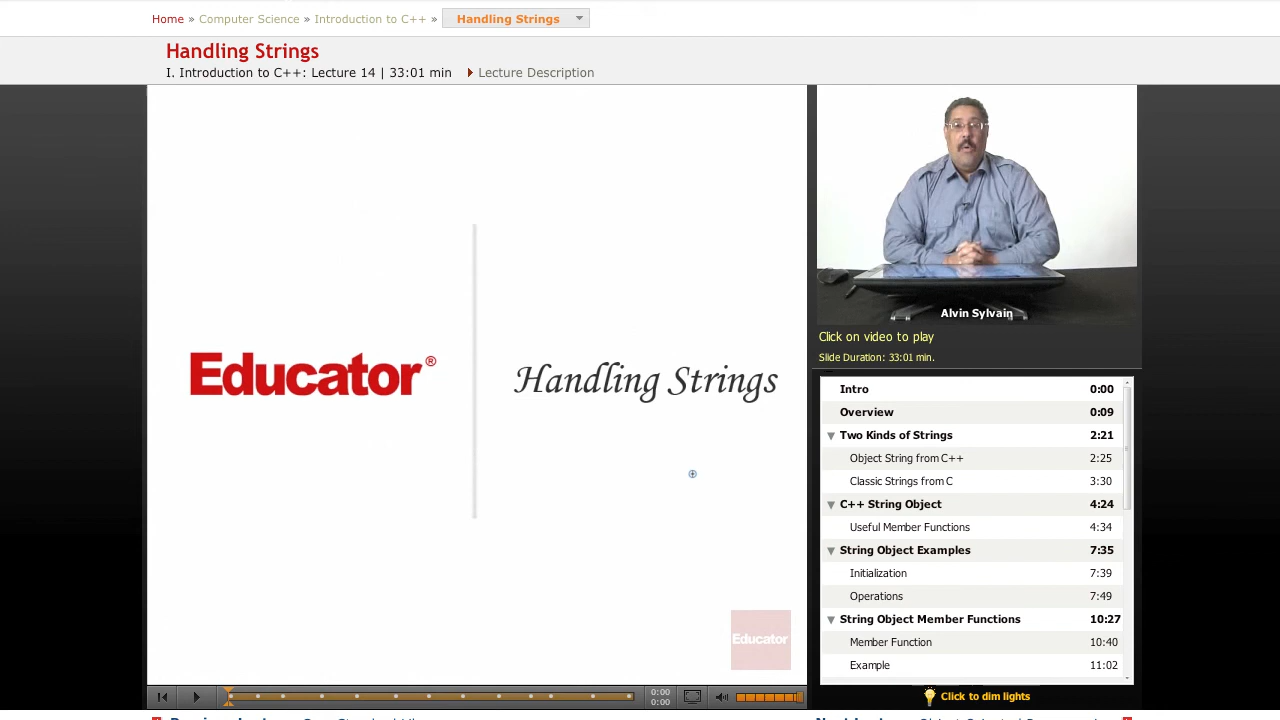 Home » Computer Science » Introduction to C++ » Handling Strings
Handling Strings
I. Introduction to C++: Lecture 14 | 33:01 min Lecture Description
Educator®
Handling Strings
Educator
Alvin Sylvain
Click on video to play
Slide Duration: 33:01 min.
Intro 0:00
Overview 0:09
Two Kinds of Strings 2:21
Object String from C++ 2:25
Classic Strings from C 3:30
C++ String Object 4:24
Useful Member Functions 4:34
String Object Examples 7:35
Initialization 7:39
Operations 7:49
String Object Member Functions 10:27
Member Function 10:40
Example 11:02
0:00
0:00
Click to dim lights